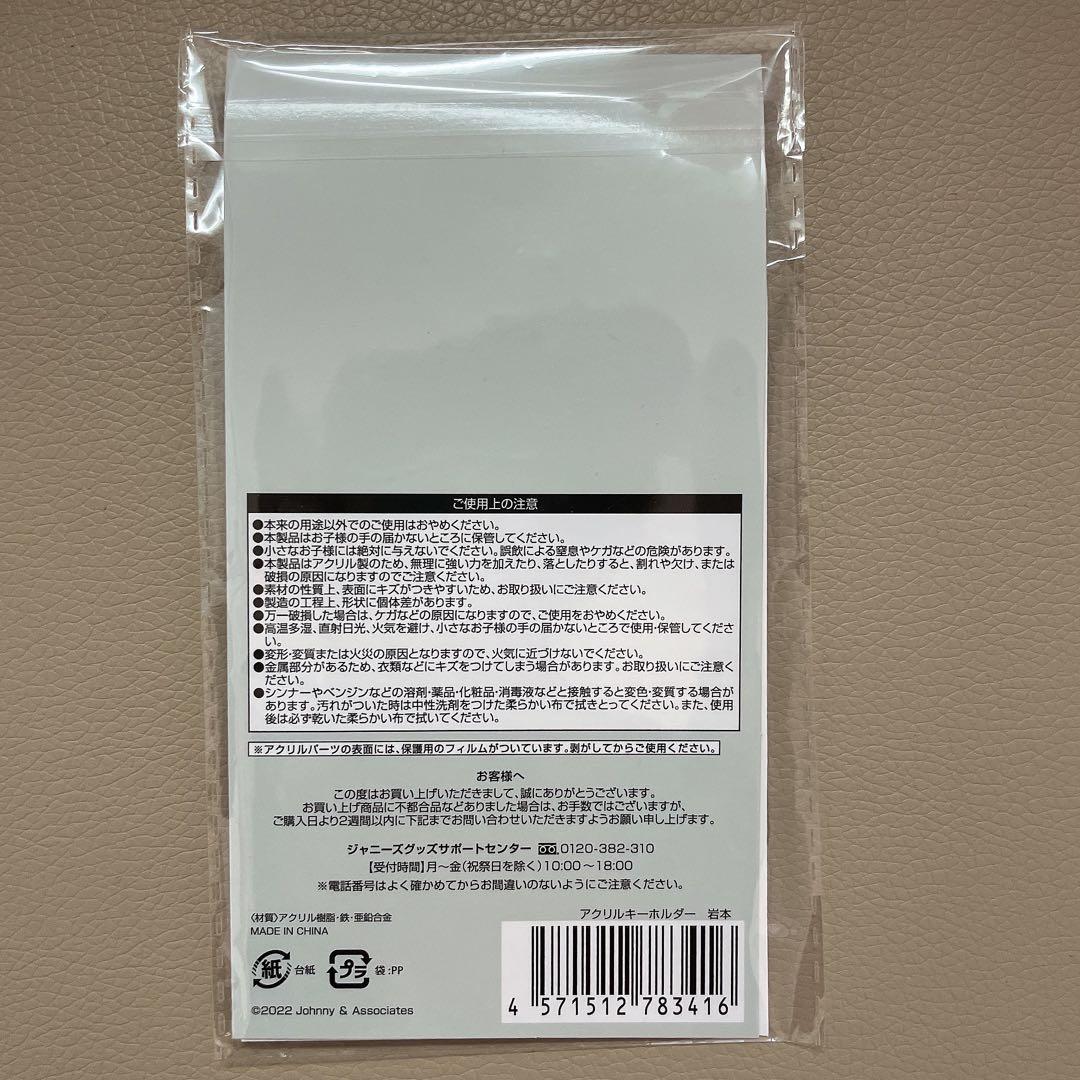 ご使用上の注意
●本来の用途以外でのご使用はおやめください。
●本製品はお子様の手の届かないところに保管してください。
●小さなお子様には絶対に与えないでください。誤飲による窒息やケガなどの危険があります。
●本製品はアクリル製のため、無理に強い力を加えたり、落としたりすると、割れや欠け、または
破損の原因になりますのでご注意ください。
●素材の性質上、表面にキズがつきやすいため、お取り扱いにご注意ください。
●製造の工程上、形状に個体差があります。
●万一破損した場合は、ケガなどの原因になりますので、ご使用をおやめください。
●高温多湿、直射日光、火気を避け、小さなお子様の手の届かないところで使用・保管してくださ
い。
●変形・変質または火災の原因となりますので、火気に近づけないでください。
●金属部分があるため、衣類などにキズをつけてしまう場合があります。お取り扱いにご注意く
ださい。
●シンナーやベンジンなどの溶剤・薬品・化粧品・消毒液などと接触すると変色・変質する場合が
あります。汚れがついた時は中性洗剤をつけた柔らかい布で拭きとってください。また、使用
後は必ず乾いた柔らかい布で拭いてください。
※アクリルパーツの表面には、保護用のフィルムがついています。剥がしてからご使用ください。
お客様へ
この度はお買い上げいただきまして、誠にありがとうございます。
お買い上げ商品に不都合品などありました場合は、お手数ではございますが、
ご購入日より2週間以内に下記までお問い合わせいただきますようお願い申し上げます。
ジャニーズグッズサポートセンター 0120-382-310
【受付時間】月～金(祝祭日を除く)10:00～18:00
※電話番号はよく確かめてからお間違いのないようにご注意ください。
アクリルキーホルダー 岩本
〈材質〉アクリル樹脂・鉄・亜鉛合金
MADE IN CHINA
紙 台紙 プラ 袋:PP
4 571512 783416
©2022 Johnny & Associates